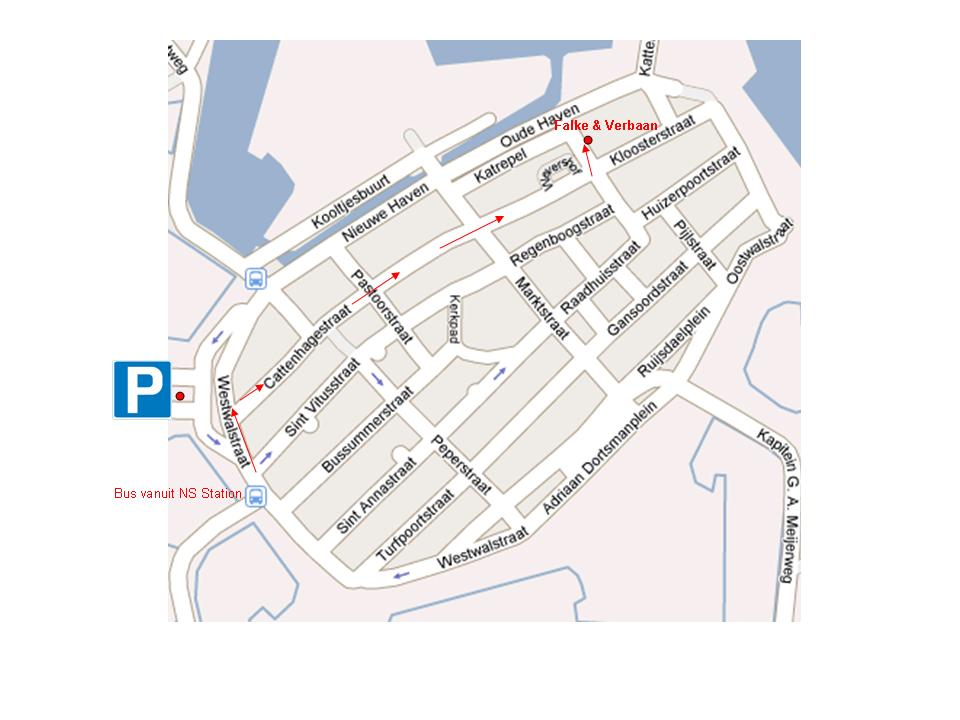 weg
Katte
Oude Haven
Falke & Verbaan
Kloosterstraat
Katrepel
Kooltjesbuurt
Nieuwe Haven
Huizerpoortstraat
Regenboogstraat
Pijlstraat
Oostwalstraat
Raadhuisstraat
Pastoorstraat
Marktstraat
Gansoordstraat
Kerkpad
Cattenhagestraat
Ruijsdaelplein
P
Westwalstraat
Sint Vitusstraat
Bussummerstraat
Adriaan Dortsmanplein
Kapitein G. A. Meijerweg
Peperstraat
Bus vanuit NS Station
Sint Annastraat
Turfpoortstraat
Westwalstraat